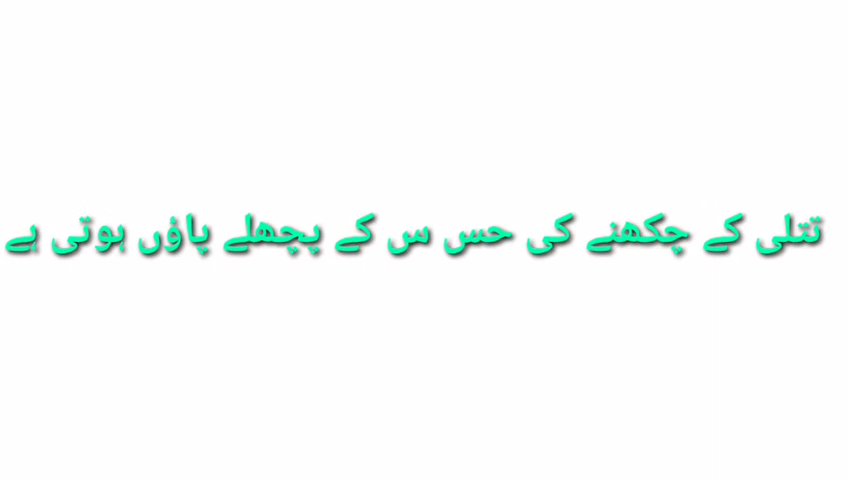 تتلی کے چکھنے کی حس س کے پچھلے پاؤں ہوتی ہے